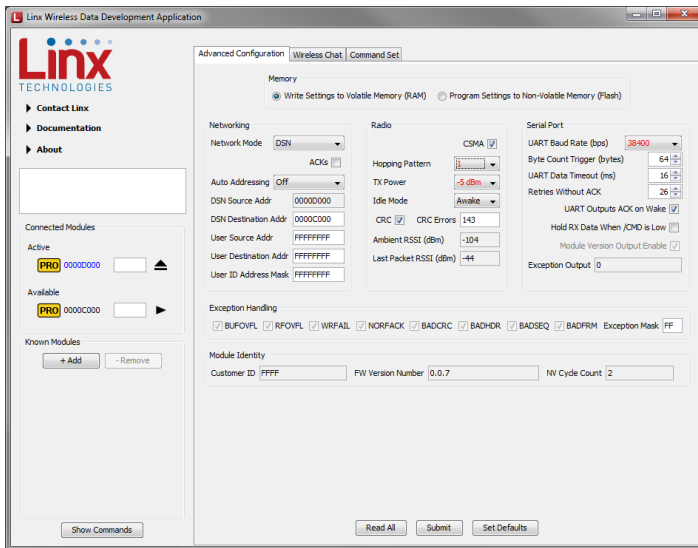 Linx Wireless Data Development Application
Linx
TECHNOLOGIES
Contact Linx
Documentation
About
Connected Modules
Active
PRO 0000D000
Available
PRO 0000C000
Known Modules
+ Add - Remove
Show Commands
Advanced Configuration Wireless Chat Command Set
Memory
Write Settings to Volatile Memory (RAM) Program Settings to Non-Volatile Memory (Flash)
Networking
Network Mode DSN
ACKs
Auto Addressing Off
DSN Source Addr 0000D000
DSN Destination Addr 0000C000
User Source Addr FFFFFFFF
User Destination Addr FFFFFFFF
User ID Address Mask FFFFFFFF
Radio
CSMA
Hopping Pattern 1
TX Power -5 dBm
Idle Mode Awake
CRC CRC Errors 143
Ambient RSSI (dBm) -104
Last Packet RSSI (dBm) -44
Serial Port
UART Baud Rate (bps) 38400
Byte Count Trigger (bytes) 64
UART Data Timeout (ms) 16
Retries Without ACK 26
UART Outputs ACK on Wake
Hold RX Data When /CMD is Low
Module Version Output Enable
Exception Output 0
Exception Handling
BUFOVFL RFOVFL WRFAIL NORFACK BADCRC BADHDR BADSEQ BADFRM Exception Mask FF
Module Identity
Customer ID FFFF FW Version Number 0.0.7 NV Cycle Count 2
Read All Submit Set Defaults